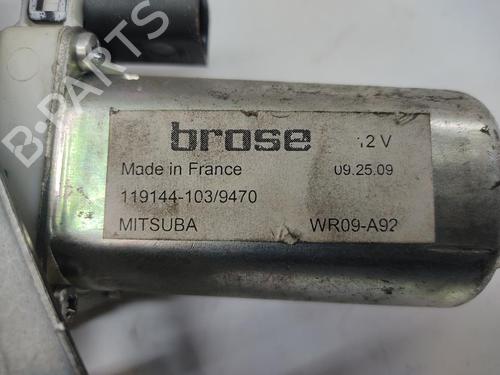 B-PARTS
brose
12 V
Made in France
09.25.09
119144-103/9470
MITSUBA
WR09-A92